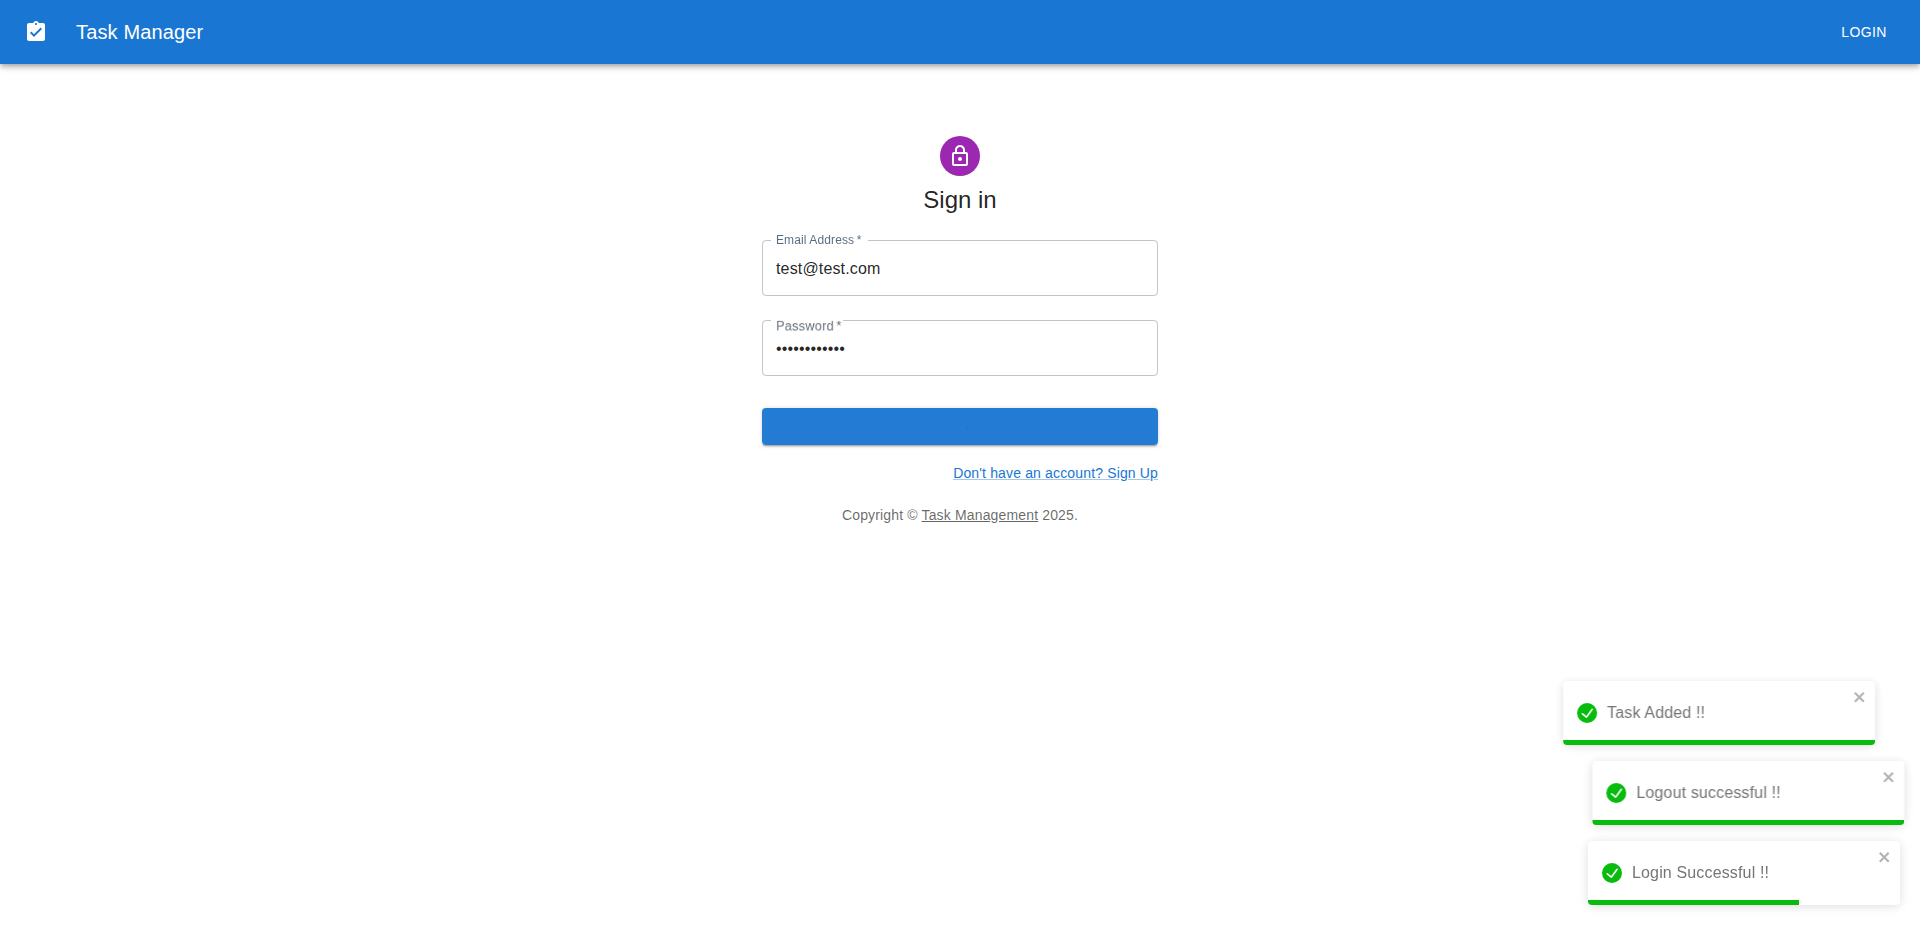 Task Manager
LOGIN
Sign in
Email Address *
test@test.com
Password *
••••••••••••
Don't have an account? Sign Up
Copyright © Task Management 2025.
Task Added !!
Logout successful !!
Login Successful !!